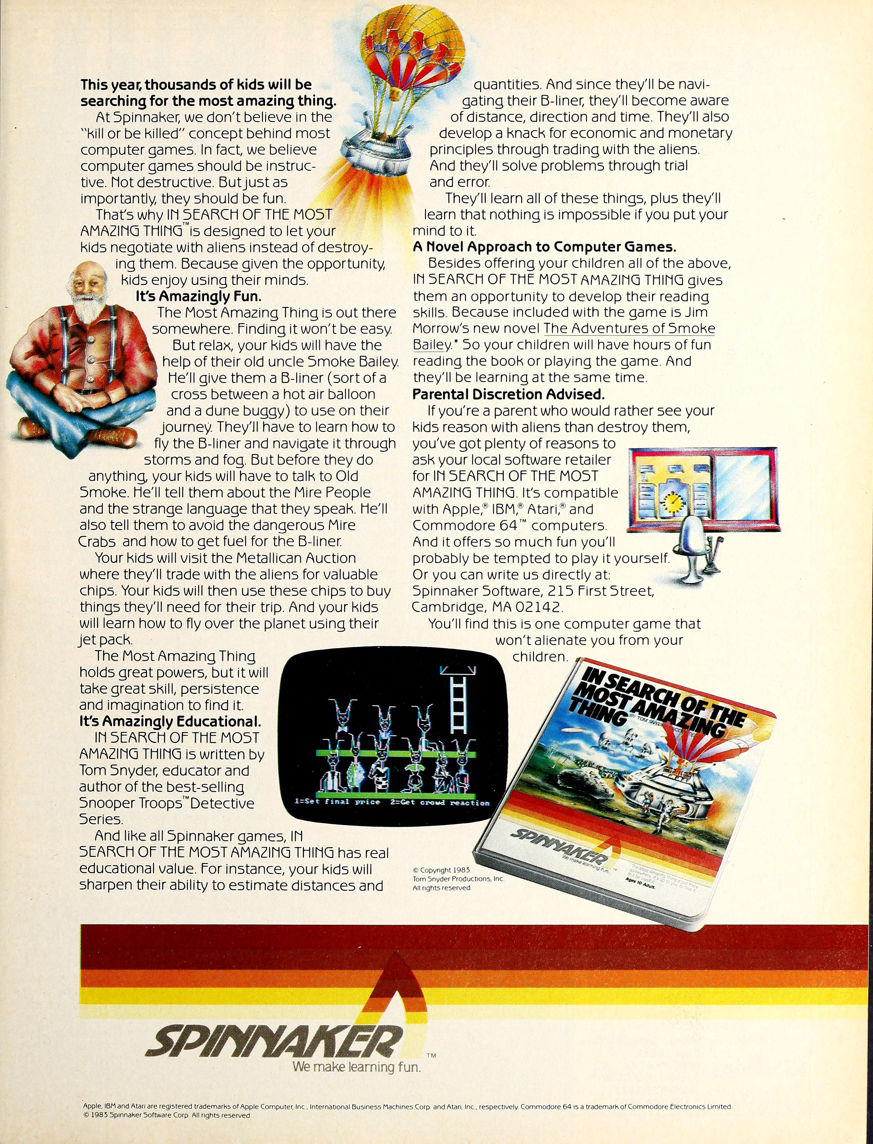 This year, thousands of kids will be
searching for the most amazing thing.
At Spinnaker, we don't believe in the
"kill or be killed" concept behind most
computer games. In fact, we believe
computer games should be instruc-
tive. Not destructive. But just as
importantly, they should be fun.
That's why IN SEARCH OF THE MOST
AMAZING THING™ is designed to let your
kids negotiate with aliens instead of destroy-
ing them. Because given the opportunity,
kids enjoy using their minds.
It's Amazingly Fun.
The Most Amazing Thing is out there
somewhere. Finding it won't be easy.
But relax, your kids will have the
help of their old uncle Smoke Bailey.
He'll give them a B-liner (sort of a
cross between a hot air balloon
and a dune buggy) to use on their
journey. They'll have to learn how to
fly the B-liner and navigate it through
storms and fog. But before they do
anything, your kids will have to talk to Old
Smoke. He'll tell them about the Mire People
and the strange language that they speak. He'll
also tell them to avoid the dangerous Mire
Crabs and how to get fuel for the B-liner.
Your kids will visit the Metallican Auction
where they'll trade with the aliens for valuable
chips. Your kids will then use these chips to buy
things they'll need for their trip. And your kids
will learn how to fly over the planet using their
jet pack.
The Most Amazing Thing
holds great powers, but it will
take great skill, persistence
and imagination to find it.
It's Amazingly Educational.
IN SEARCH OF THE MOST
AMAZING THING is written by
Tom Snyder, educator and
author of the best-selling
Snooper Troops™ Detective
Series.
And like all Spinnaker games, IN
SEARCH OF THE MOST AMAZING THING has real
educational value. For instance, your kids will
sharpen their ability to estimate distances and
quantities. And since they'll be navi-
gating their B-liner, they'll become aware
of distance, direction and time. They'll also
develop a knack for economic and monetary
principles through trading with the aliens.
And they'll solve problems through trial
and error.
They'll learn all of these things, plus they'll
learn that nothing is impossible if you put your
mind to it.
A Novel Approach to Computer Games.
Besides offering your children all of the above,
IN SEARCH OF THE MOST AMAZING THING gives
them an opportunity to develop their reading
skills. Because included with the game is Jim
Morrow's new novel The Adventures of Smoke
Bailey.* So your children will have hours of fun
reading the book or playing the game. And
they'll be learning at the same time.
Parental Discretion Advised.
If you're a parent who would rather see your
kids reason with aliens than destroy them,
you've got plenty of reasons to
ask your local software retailer
for IN SEARCH OF THE MOST
AMAZING THING. It's compatible
with Apple,® IBM,® Atari,® and
Commodore 64™ computers.
And it offers so much fun you'll
probably be tempted to play it yourself.
Or you can write us directly at:
Spinnaker Software, 215 First Street,
Cambridge, MA 02142.
You'll find this is one computer game that
won't alienate you from your
children.
1=Set final price 2=Get crowd reaction
IN SEARCH OF THE
MOST AMAZING
THING
BY TOM SNYDER
SPINNAKER
We make learning fun.
Ages 10-Adult.
© Copyright 1983
Tom Snyder Productions, Inc.
All rights reserved.
SPINNAKER™
We make learning fun.
Apple, IBM and Atari are registered trademarks of Apple Computer, Inc., International Business Machines Corp. and Atari, Inc., respectively. Commodore 64 is a trademark of Commodore Electronics Limited.
© 1983 Spinnaker Software Corp. All rights reserved.